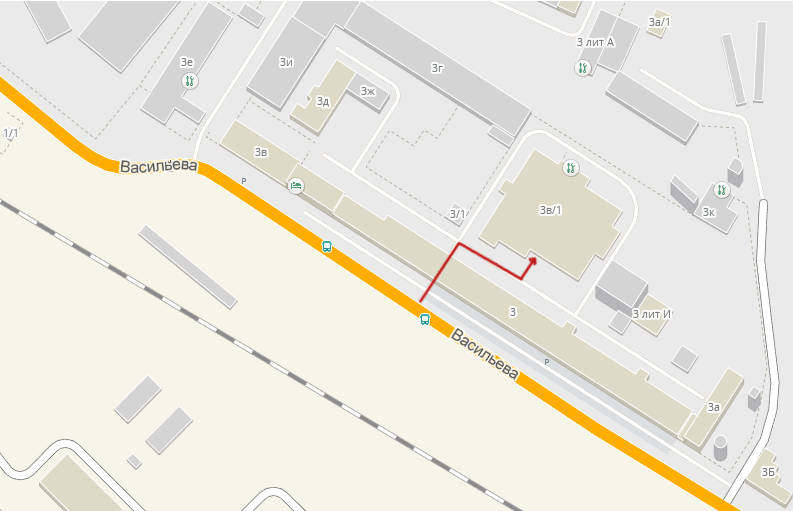 3а/1
3 лит А
3е
3и
3г
3д
3ж
1/1
3в
Васильева
Р
3/1
3в/1
3к
3
3 лит И
Васильева
Р
3а
3Б